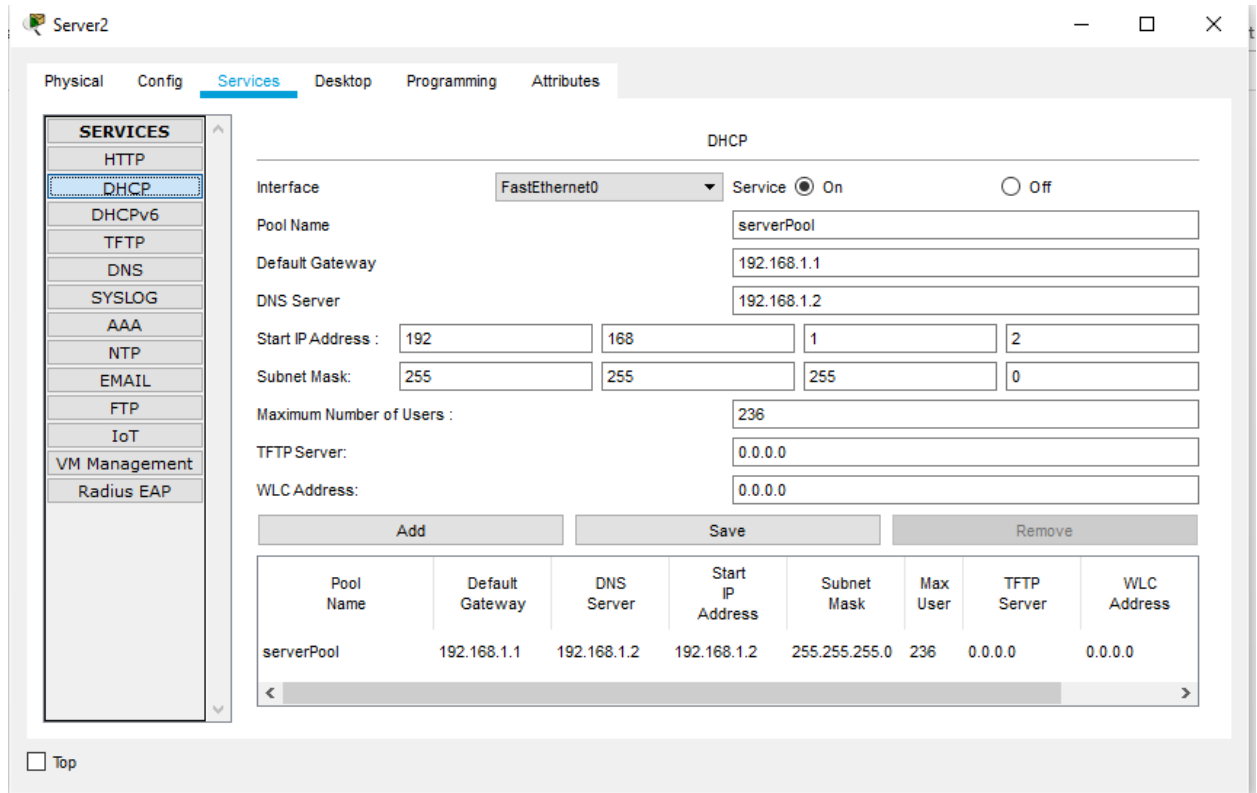 Server2
Physical Config Services Desktop Programming Attributes
SERVICES
HTTP
DHCP
DHCPv6
TFTP
DNS
SYSLOG
AAA
NTP
EMAIL
FTP
IoT
VM Management
Radius EAP
DHCP
Interface FastEthernet0 Service On Off
Pool Name serverPool
Default Gateway 192.168.1.1
DNS Server 192.168.1.2
Start IP Address : 192 168 1 2
Subnet Mask: 255 255 255 0
Maximum Number of Users : 236
TFTP Server: 0.0.0.0
WLC Address: 0.0.0.0
Add Save Remove
Pool Name Default Gateway DNS Server Start IP Address Subnet Mask Max User TFTP Server WLC Address
serverPool 192.168.1.1 192.168.1.2 192.168.1.2 255.255.255.0 236 0.0.0.0 0.0.0.0
Top